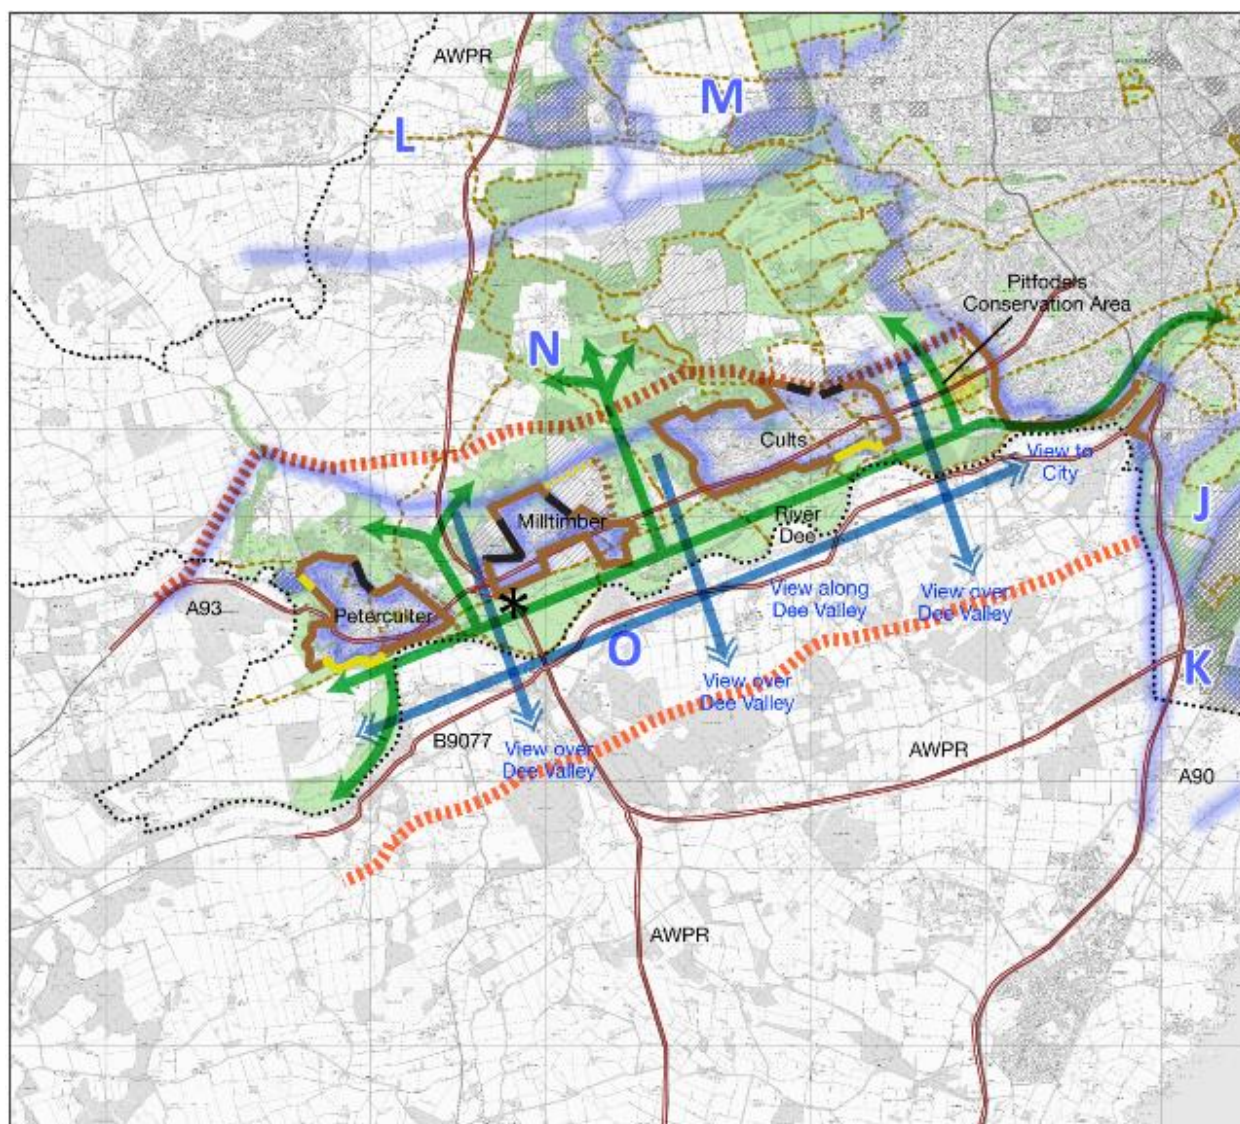 AWPR
L
M
Pitfodels
Conservation Area
N
Cults
View to
City
J
River
Dee
Milltimber
View along
Dee Valley
View over
Dee Valley
A93
Peterculter
*
O
K
View over
Dee Valley
B9077
View over
Dee Valley
AWPR
A90
AWPR